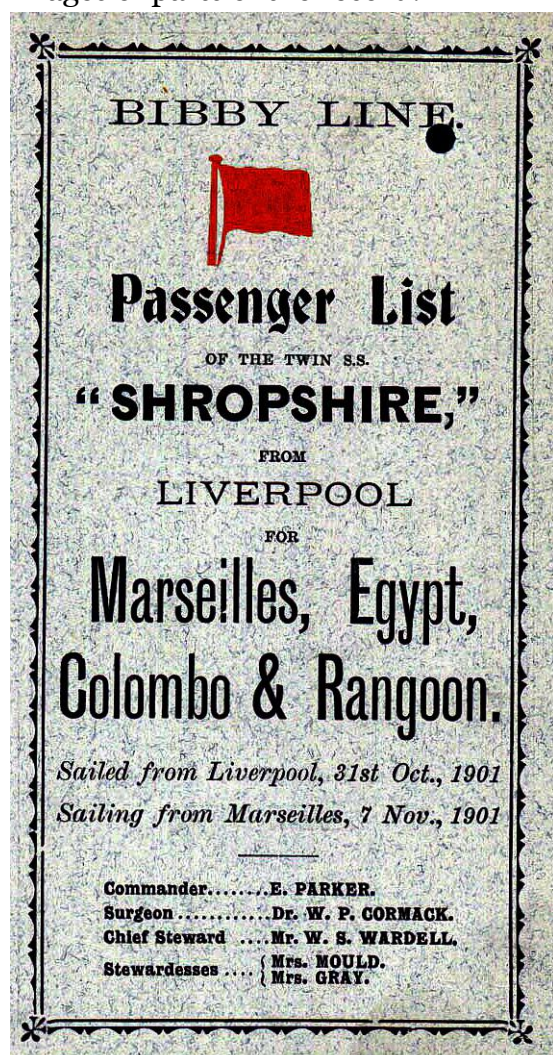 BIBBY LINE.
Passenger List
OF THE TWIN S.S.
“SHROPSHIRE,”
FROM
LIVERPOOL
FOR
Marseilles, Egypt,
Colombo & Rangoon.
Sailed from Liverpool, 31st Oct., 1901
Sailing from Marseilles, 7 Nov., 1901
Commander........E. PARKER.
Surgeon ............Dr. W. P. CORMACK.
Chief Steward ....Mr. W. S. WARDELL.
Stewardesses .... { Mrs. MOULD.
Mrs. GRAY.